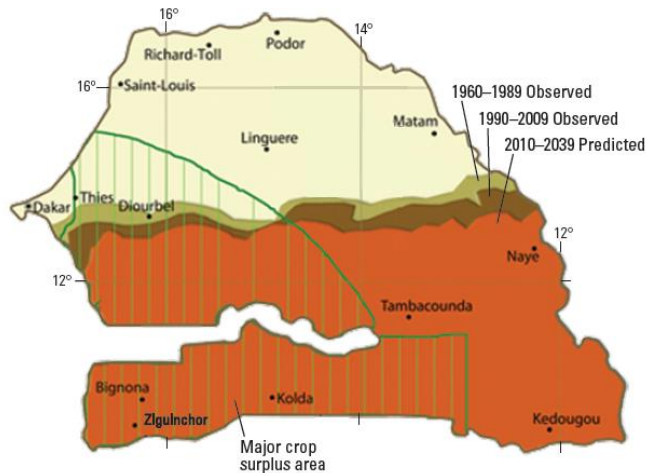 16°
14°
Podor
Richard-Toll
16°
Saint-Louis
1960–1989 Observed
1990–2009 Observed
Matam
2010–2039 Predicted
Linguere
Thies
Dakar
Diourbel
12°
Naye
12°
Tambacounda
Bignona
Kolda
ZIguInchor
Kedougou
Major crop
surplus area